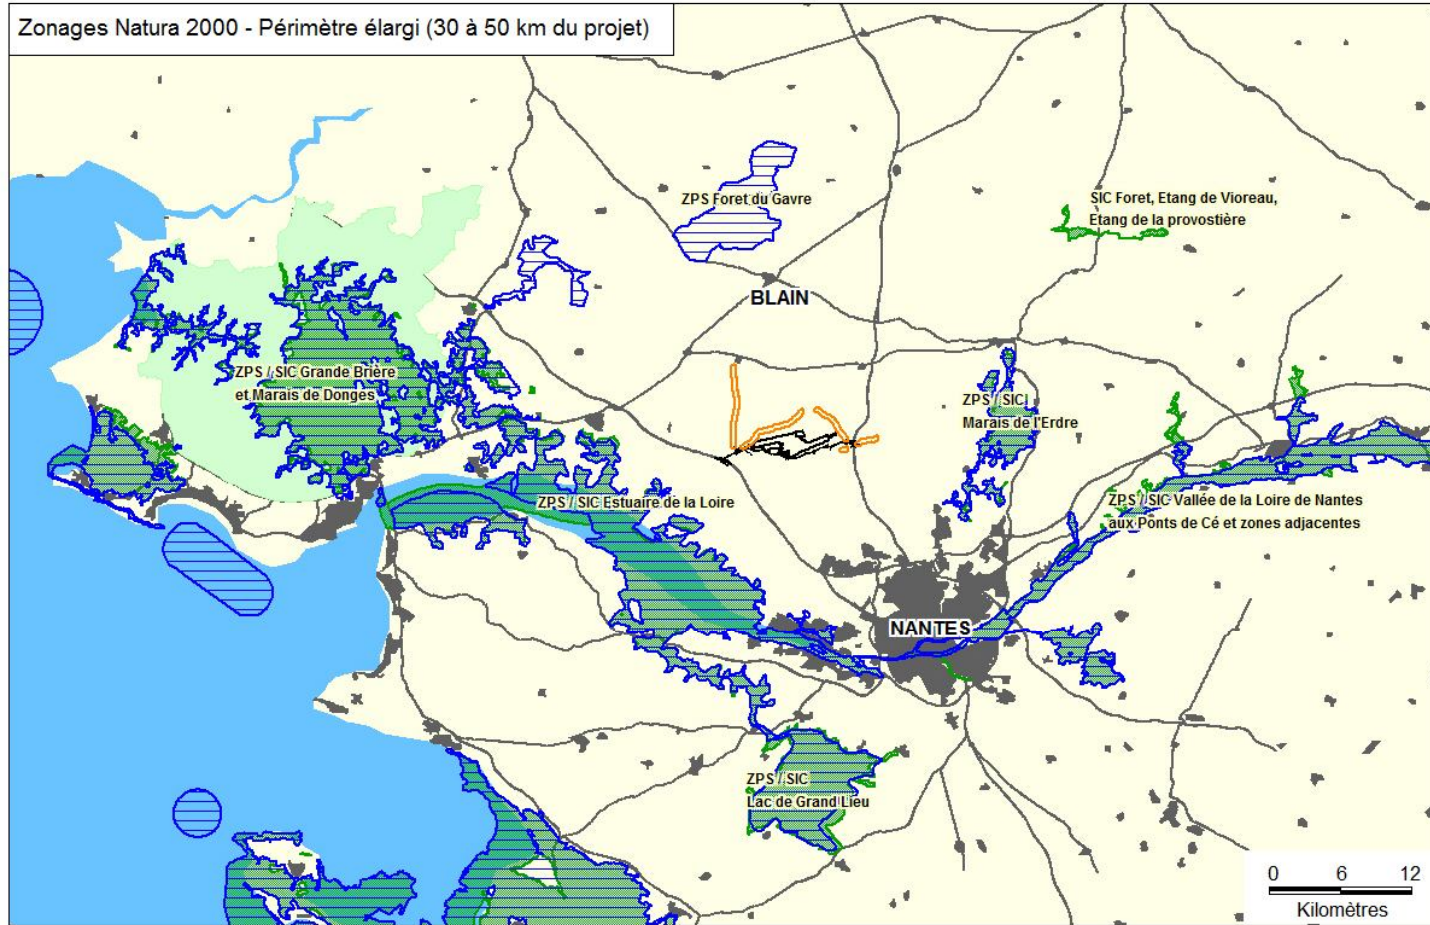 Zonages Natura 2000 - Périmètre élargi (30 à 50 km du projet)
ZPS Foret du Gavre
SIC Foret, Etang de Vioreau,
Etang de la provostière
BLAIN
ZPS / SIC Grande Brière
et Marais de Donges
ZPS / SIC
Marais de l'Erdre
ZPS / SIC Estuaire de la Loire
ZPS / SIC Vallée de la Loire de Nantes
aux Ponts de Cé et zones adjacentes
NANTES
ZPS / SIC
Lac de Grand Lieu
0 6 12
Kilomètres